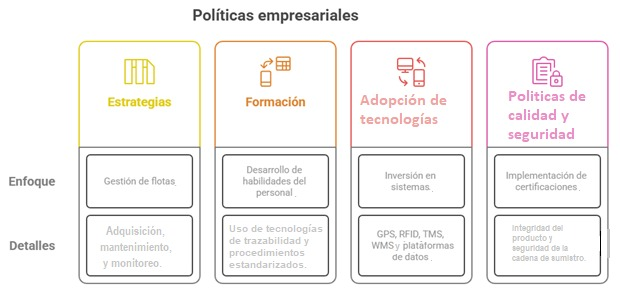 Políticas empresariales
Estrategias
Formación
Adopción de
tecnologías
Politicas de
calidad y
seguridad
Enfoque
Gestión de flotas.
Desarrollo de
habilidades del
personal.
Inversión en
sistemas.
Implementación de
certificaciones.
Detalles
Adquisición,
mantenimiento,
y monitoreo.
Uso de tecnologías
de trazabilidad y
procedimientos
estandarizados.
GPS, RFID, TMS,
WMS y plataformas
de datos.
Integridad del
producto y
seguridad de la
cadena de sumistro.